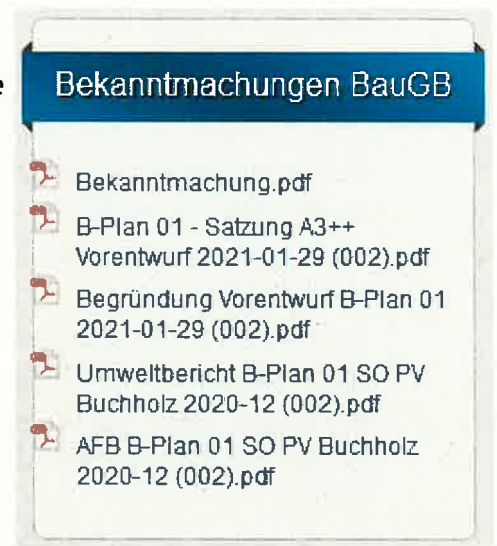 e
Bekanntmachungen BauGB
Bekanntmachung.pdf
B-Plan 01 - Satzung A3++
Vorentwurf 2021-01-29 (002).pdf
Begründung Vorentwurf B-Plan 01
2021-01-29 (002).pdf
Umweltbericht B-Plan 01 SO PV
Buchholz 2020-12 (002).pdf
AFB B-Plan 01 SO PV Buchholz
2020-12 (002).pdf